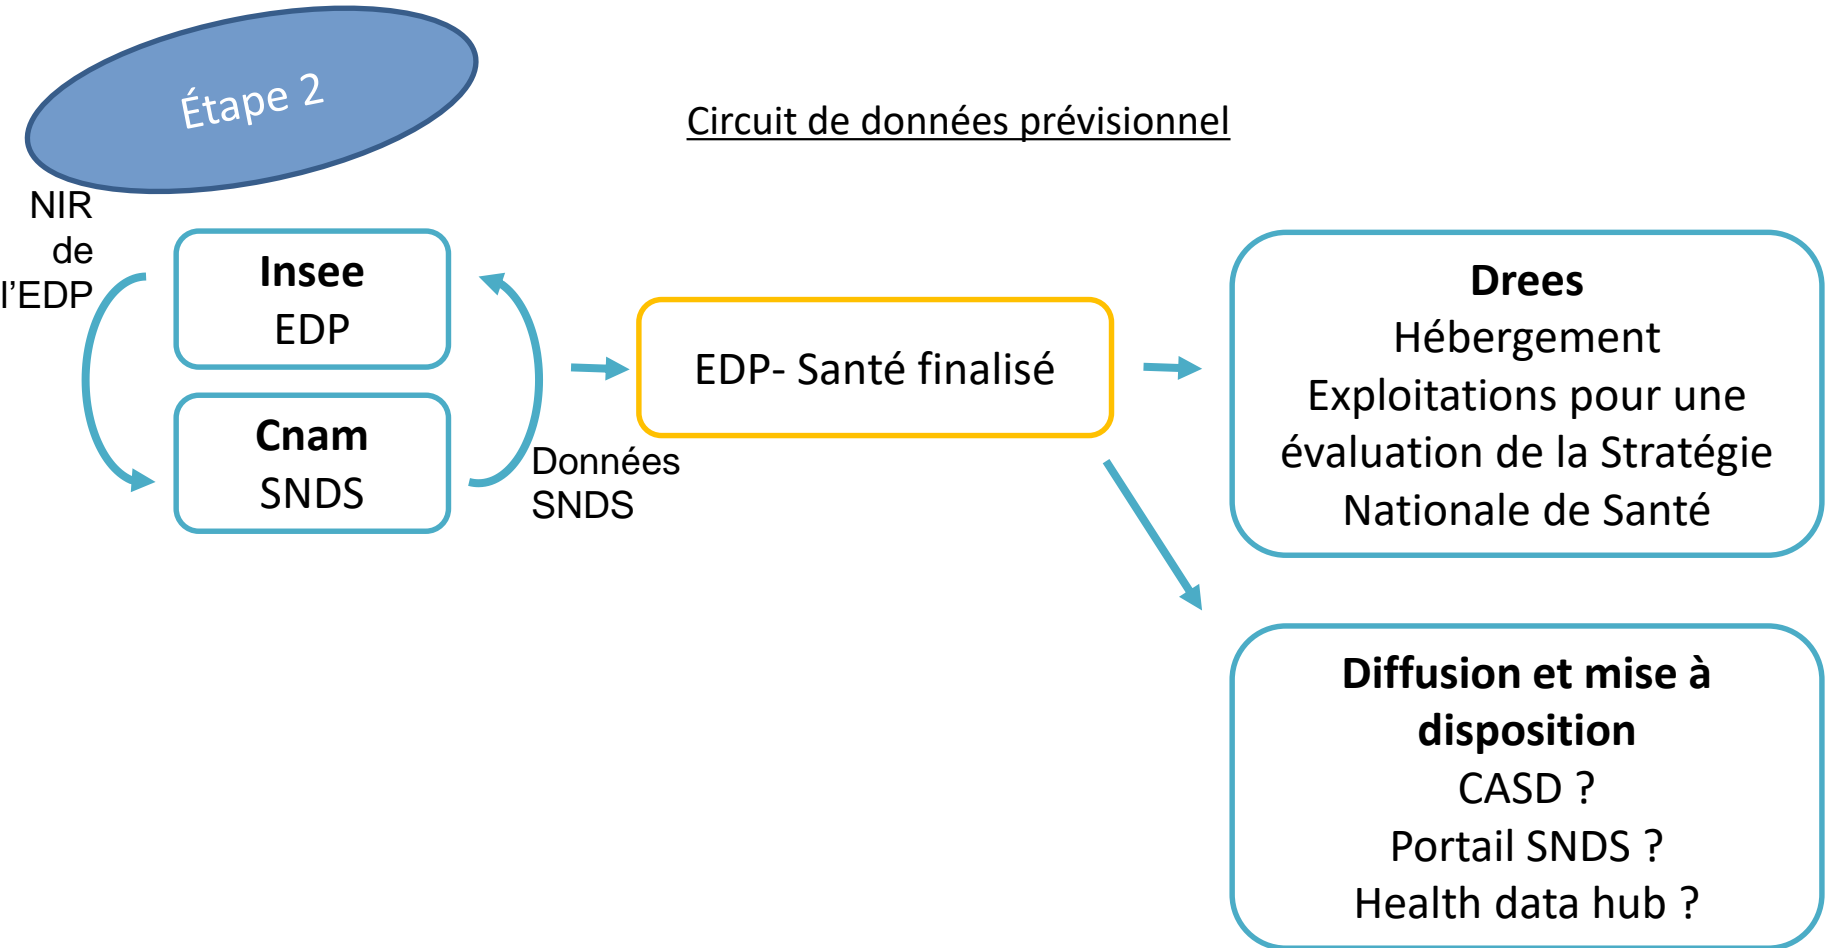 Étape 2
Circuit de données prévisionnel
NIR
de
l’EDP
Insee
EDP
Cnam
SNDS
Données
SNDS
EDP- Santé finalisé
Drees
Hébergement
Exploitations pour une
évaluation de la Stratégie
Nationale de Santé
Diffusion et mise à
disposition
CASD ?
Portail SNDS ?
Health data hub ?